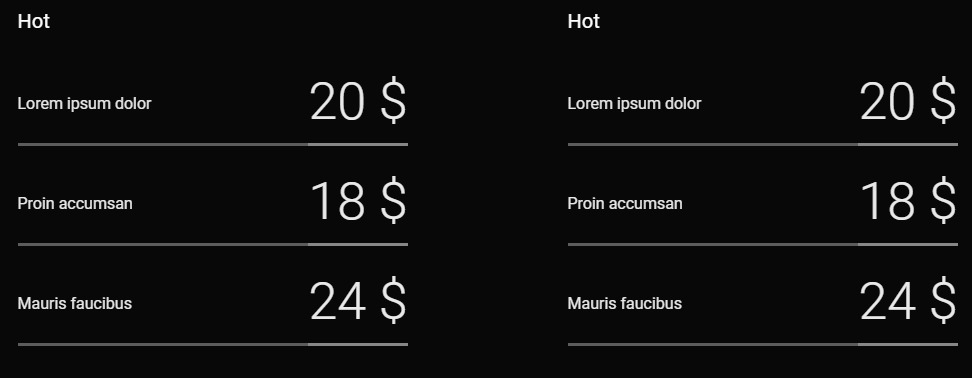 Hot
Lorem ipsum dolor 20 $
Proin accumsan 18 $
Mauris faucibus 24 $
Hot
Lorem ipsum dolor 20 $
Proin accumsan 18 $
Mauris faucibus 24 $